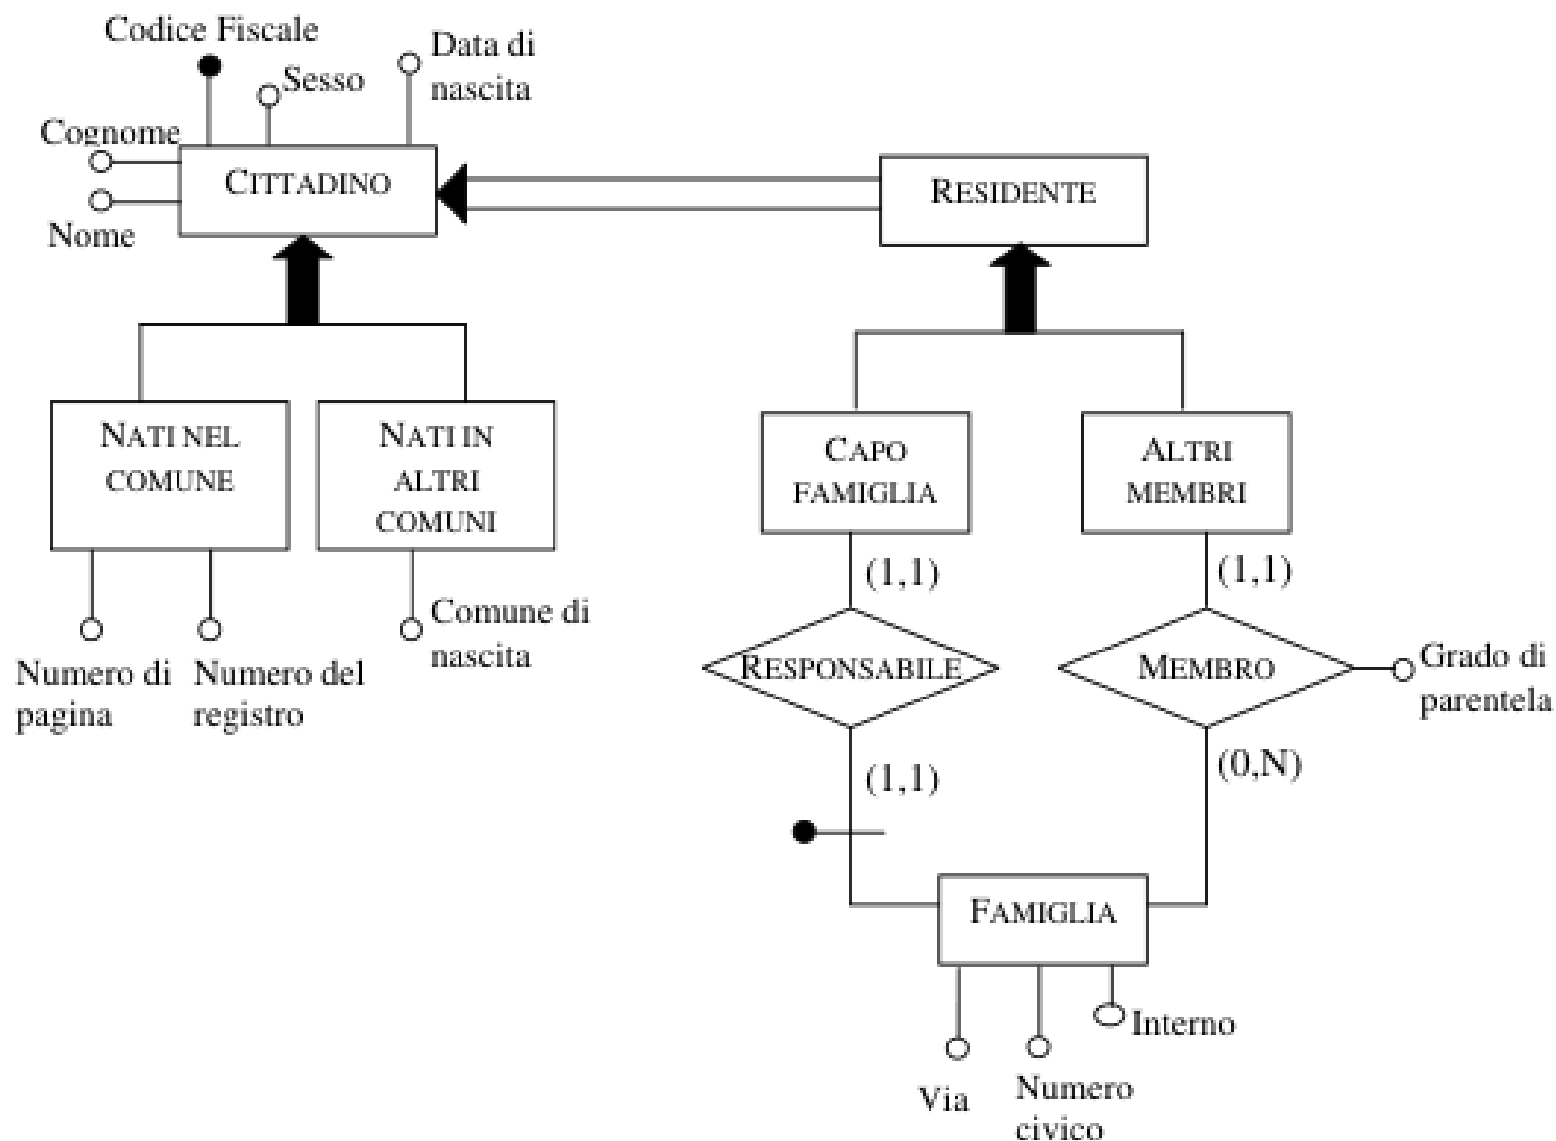 Codice Fiscale
Sesso
Data di
nascita
Cognome
Nome
CITTADINO
RESIDENTE
NATI NEL
COMUNE
NATI IN
ALTRI
COMUNI
CAPO
FAMIGLIA
ALTRI
MEMBRI
(1,1)
(1,1)
Numero di
pagina
Numero del
registro
Comune di
nascita
RESPONSABILE
MEMBRO
Grado di
parentela
(1,1)
(0,N)
FAMIGLIA
Via
Numero
civico
Interno